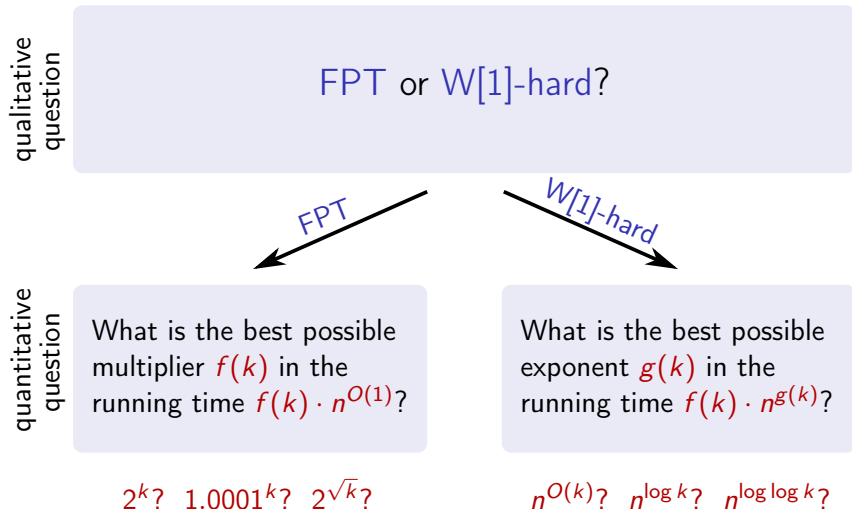 qualitative
question
FPT or W[1]-hard?
FPT
W[1]-hard
quantitative
question
What is the best possible
multiplier f(k) in the
running time f(k) · n^{O(1)}?
What is the best possible
exponent g(k) in the
running time f(k) · n^{g(k)}?
2^k? 1.0001^k? 2^{√k}?
n^{O(k)}? n^{log k}? n^{log log k}?